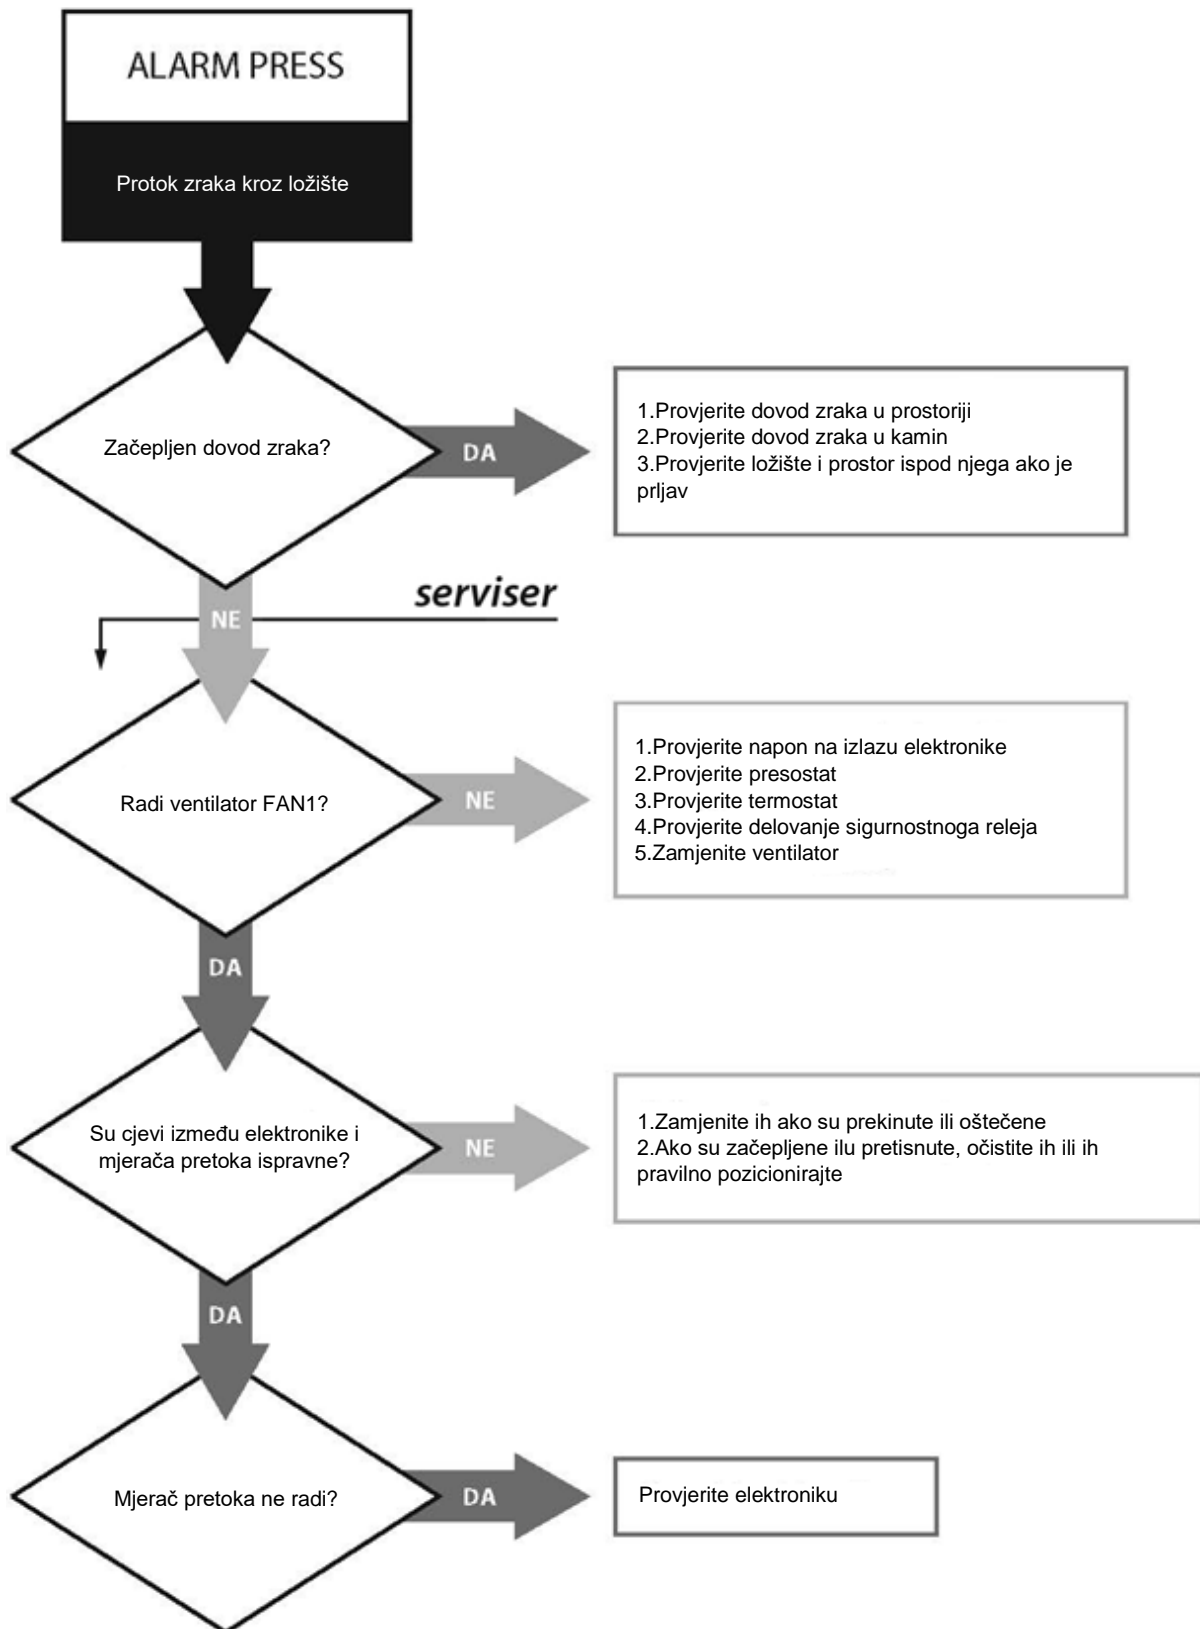 ALARM PRESS
Protok zraka kroz ložište
Začepljen dovod zraka?
DA
1.Provjerite dovod zraka u prostoriji
2.Provjerite dovod zraka u kamin
3.Provjerite ložište i prostor ispod njega ako je
prljav
NE
serviser
Radi ventilator FAN1?
NE
1.Provjerite napon na izlazu elektronike
2.Provjerite presostat
3.Provjerite termostat
4.Provjerite delovanje sigurnostnoga releja
5.Zamjenite ventilator
DA
Su cjevi između elektronike i
mjerača pretoka ispravne?
NE
1.Zamjenite ih ako su prekinute ili oštečene
2.Ako su začepljene ilu pretisnute, očistite ih ili ih
pravilno pozicionirajte
DA
Mjerač pretoka ne radi?
DA
Provjerite elektroniku